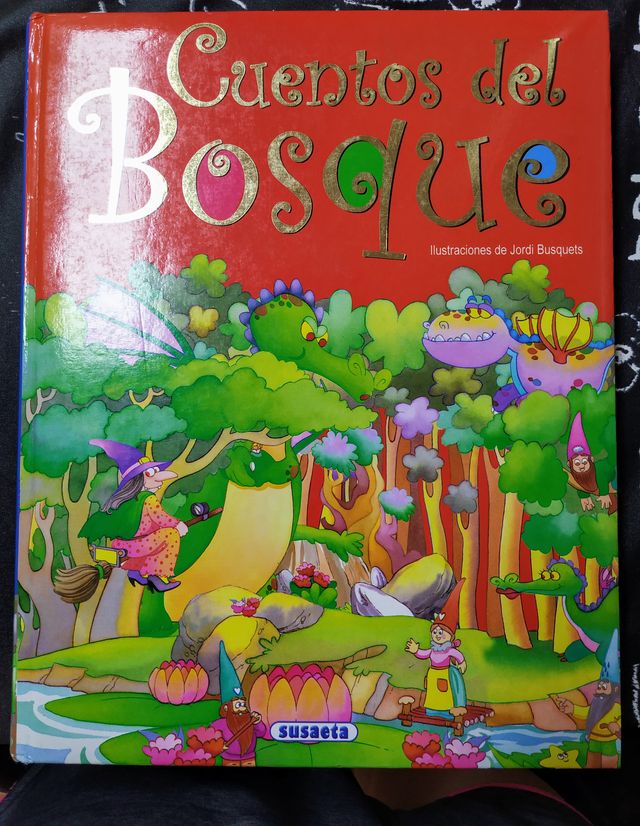 Cuentos del
Bosque
Ilustraciones de Jordi Busquets
susaeta